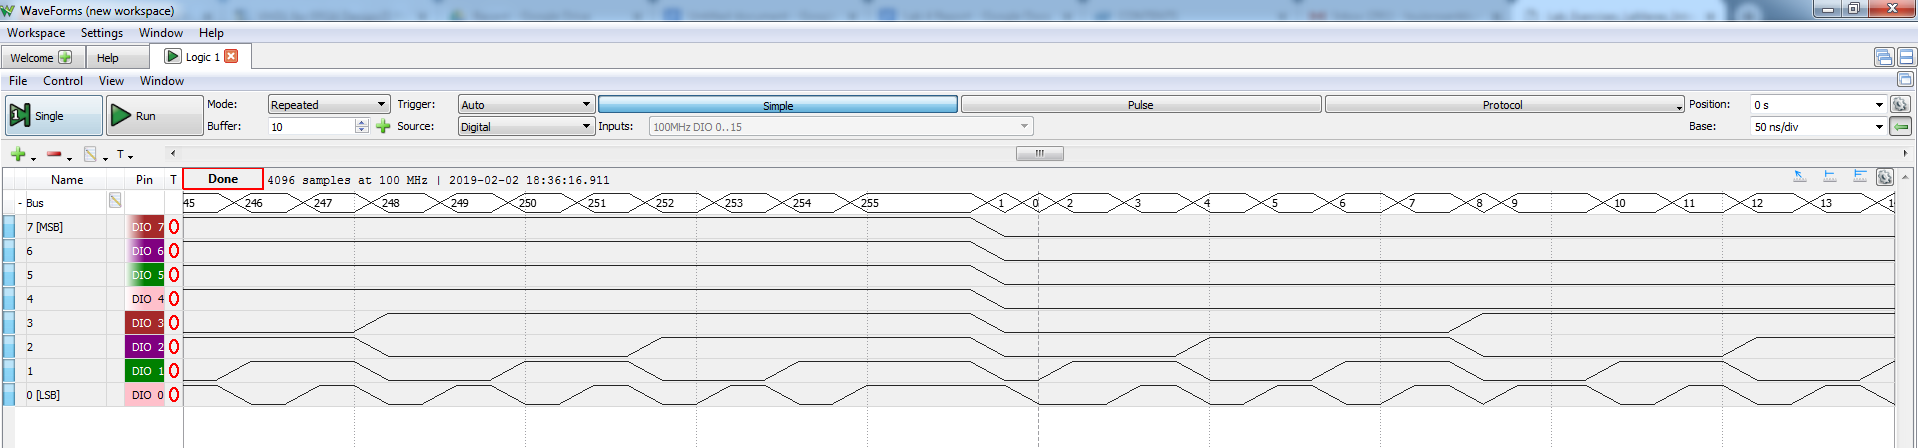 WaveForms (new workspace)
Workspace Settings Window Help
Welcome Help Logic 1
File Control View Window
Single Run Mode: Repeated Trigger: Auto Simple Pulse Protocol Position: 0 s
Buffer: 10 Source: Digital Inputs: 100MHz DIO 0..15 Base: 50 ns/div
T
Name Pin T Done 4096 samples at 100 MHz | 2019-02-02 18:36:16.911
- Bus 45 246 247 248 249 250 251 252 253 254 255 1 0 2 3 4 5 6 7 8 9 10 11 12 13 1
7 [MSB] DIO 7
6 DIO 6
5 DIO 5
4 DIO 4
3 DIO 3
2 DIO 2
1 DIO 1
0 [LSB] DIO 0